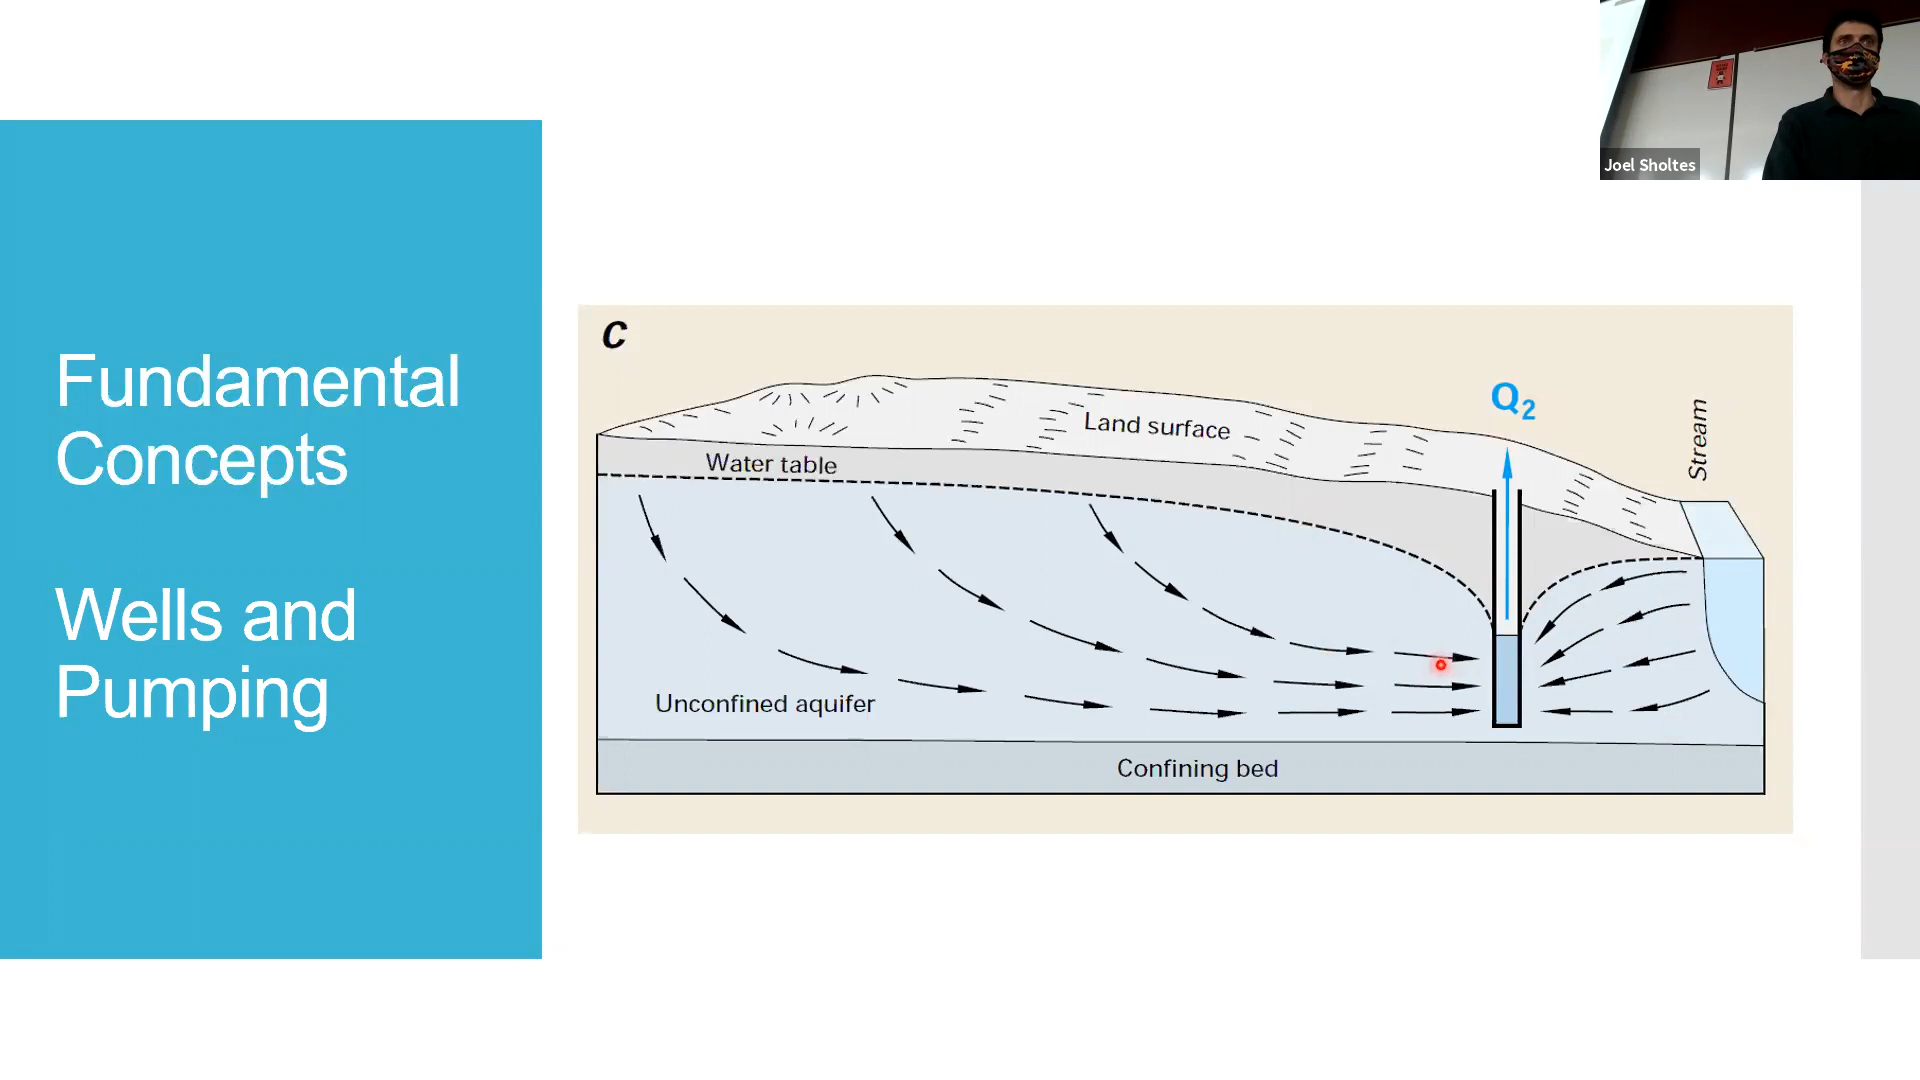 Joel Sholtes
Fundamental
Concepts
Wells and
Pumping
C
Land surface
Water table
Q2
Stream
Unconfined aquifer
Confining bed